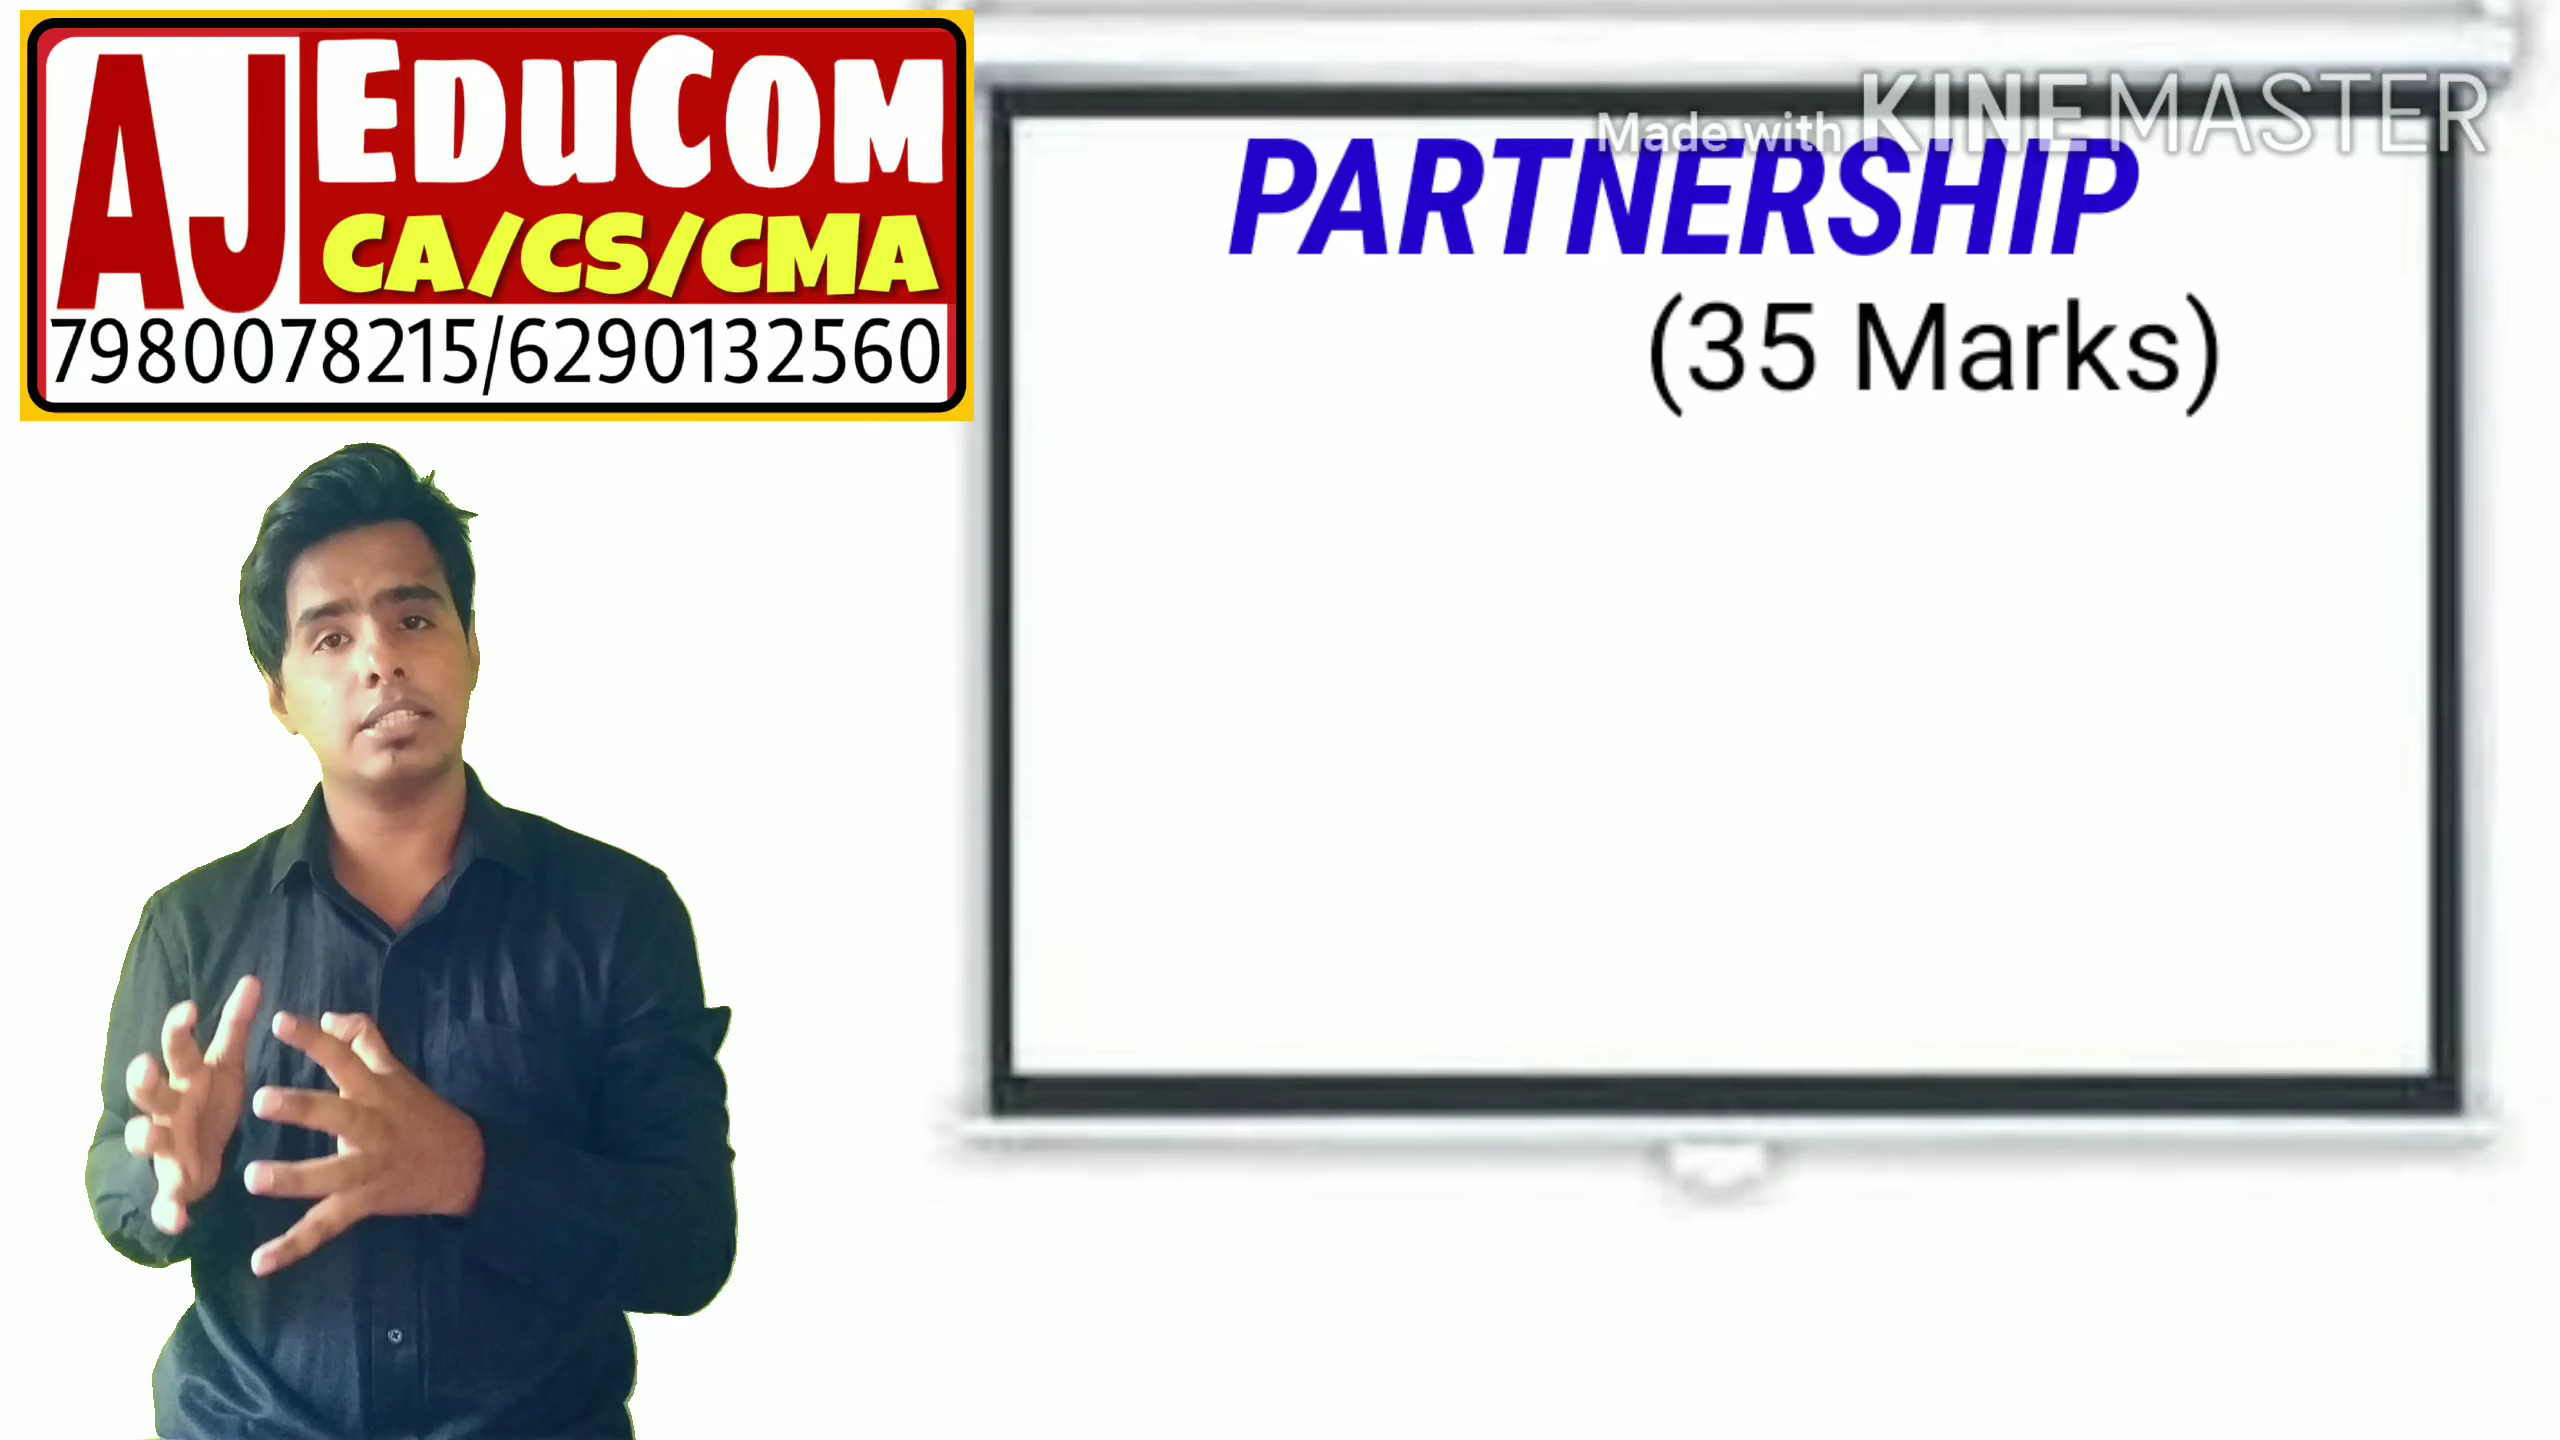 AJ EDUCOM
CA/CS/CMA
7980078215/6290132560
Made with KINEMASTER
PARTNERSHIP
(35 Marks)